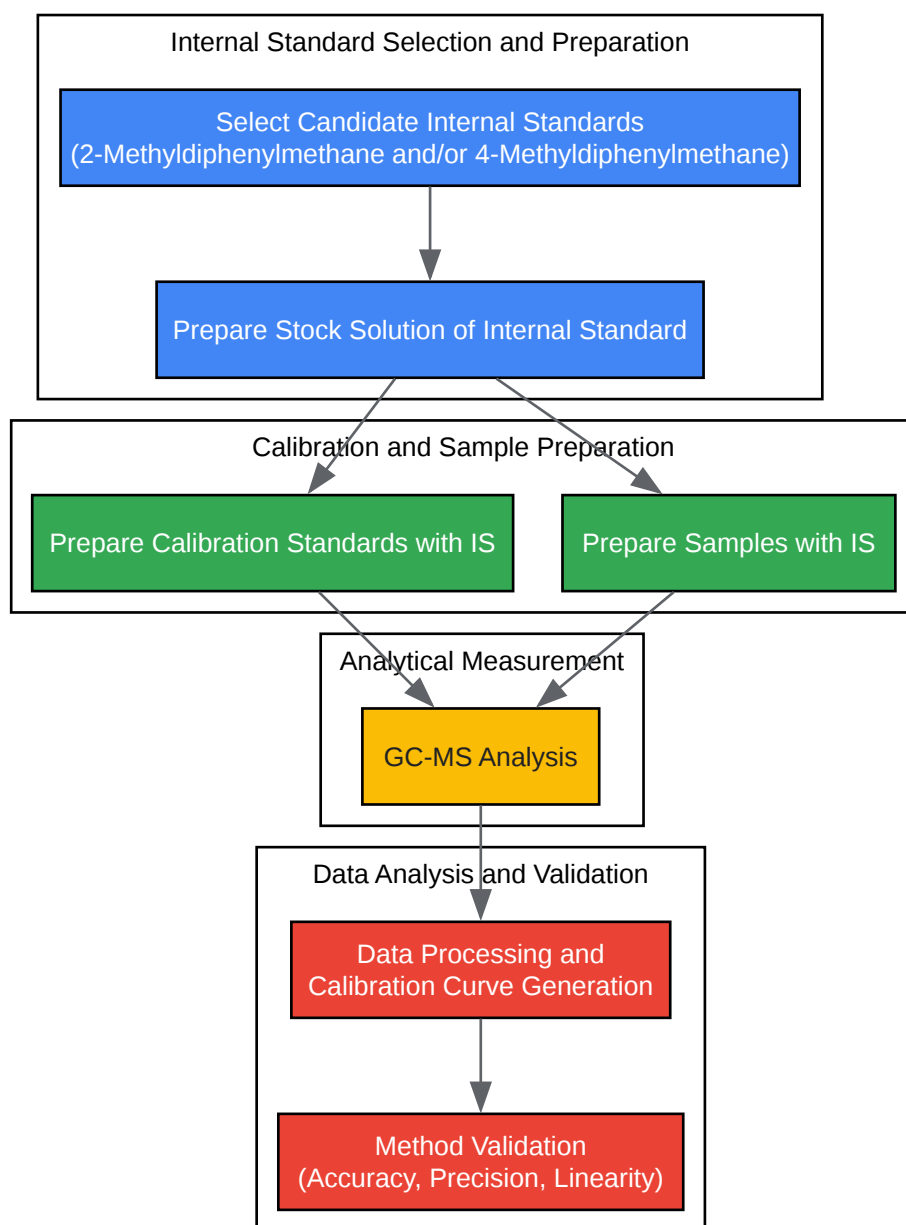 Internal Standard Selection and Preparation
Select Candidate Internal Standards
(2-Methyldiphenylmethane and/or 4-Methyldiphenylmethane)
Prepare Stock Solution of Internal Standard
Calibration and Sample Preparation
Prepare Calibration Standards with IS
Prepare Samples with IS
Analytical Measurement
GC-MS Analysis
Data Analysis and Validation
Data Processing and
Calibration Curve Generation
Method Validation
(Accuracy, Precision, Linearity)